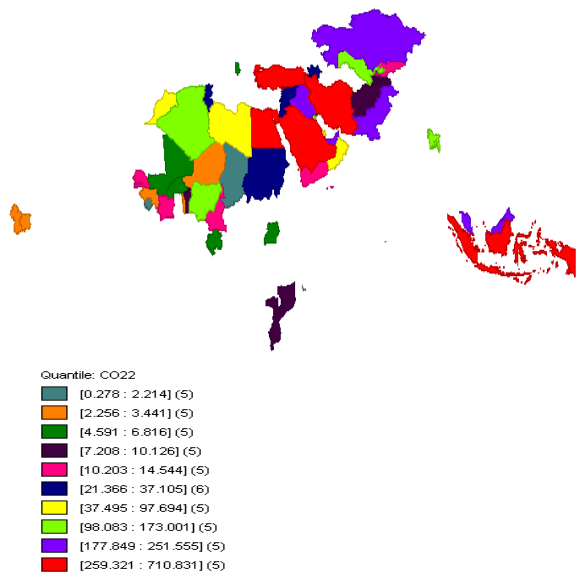 Quantile: CO22
[0.278 : 2.214] (5)
[2.256 : 3.441] (5)
[4.591 : 6.816] (5)
[7.208 : 10.126] (5)
[10.203 : 14.544] (5)
[21.366 : 37.105] (6)
[37.495 : 97.694] (5)
[98.083 : 173.001] (5)
[177.849 : 251.555] (5)
[259.321 : 710.831] (5)